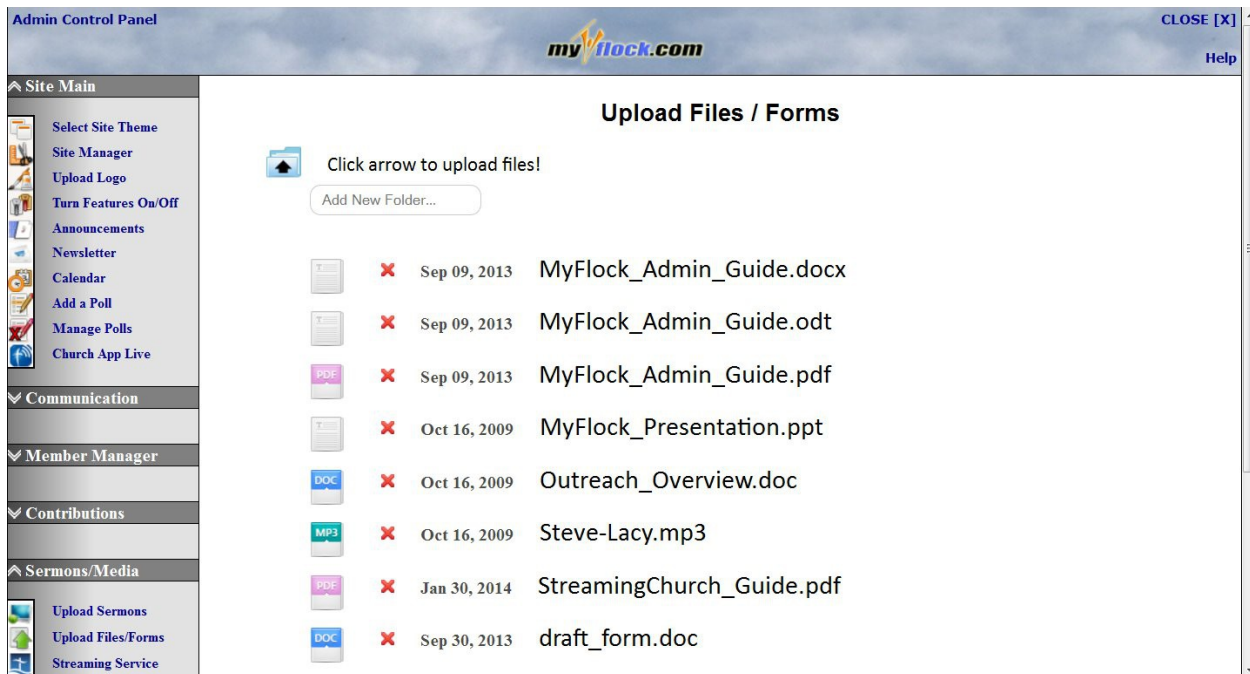 Admin Control Panel
CLOSE [X]
myflock.com
Help
Site Main
Select Site Theme
Site Manager
Upload Logo
Turn Features On/Off
Announcements
Newsletter
Calendar
Add a Poll
Manage Polls
Church App Live
Communication
Member Manager
Contributions
Sermons/Media
Upload Sermons
Upload Files/Forms
Streaming Service
Upload Files / Forms
Click arrow to upload files!
Add New Folder...
Sep 09, 2013 MyFlock_Admin_Guide.docx
Sep 09, 2013 MyFlock_Admin_Guide.odt
PDF Sep 09, 2013 MyFlock_Admin_Guide.pdf
Oct 16, 2009 MyFlock_Presentation.ppt
DOC Oct 16, 2009 Outreach_Overview.doc
MP3 Oct 16, 2009 Steve-Lacy.mp3
PDF Jan 30, 2014 StreamingChurch_Guide.pdf
DOC Sep 30, 2013 draft_form.doc